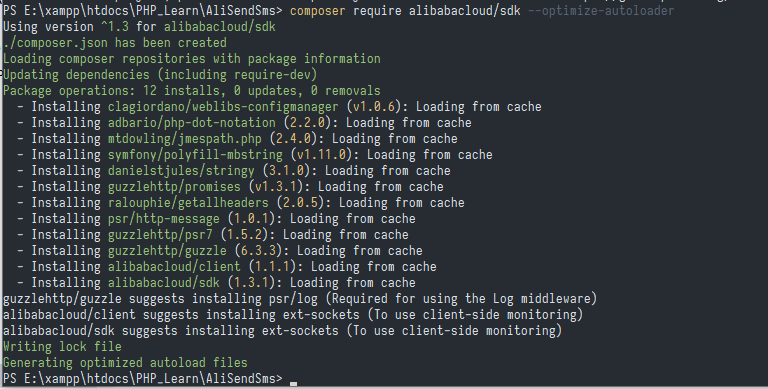 PS E:\xampp\htdocs\PHP_Learn\AliSendSms> composer require alibabacloud/sdk --optimize-autoloader
Using version ^1.3 for alibabacloud/sdk
./composer.json has been created
Loading composer repositories with package information
Updating dependencies (including require-dev)
Package operations: 12 installs, 0 updates, 0 removals
  - Installing clagiordano/weblibs-configmanager (v1.0.6): Loading from cache
  - Installing adbario/php-dot-notation (2.2.0): Loading from cache
  - Installing mtdowling/jmespath.php (2.4.0): Loading from cache
  - Installing symfony/polyfill-mbstring (v1.11.0): Loading from cache
  - Installing danielstjules/stringy (3.1.0): Loading from cache
  - Installing guzzlehttp/promises (v1.3.1): Loading from cache
  - Installing ralouphie/getallheaders (2.0.5): Loading from cache
  - Installing psr/http-message (1.0.1): Loading from cache
  - Installing guzzlehttp/psr7 (1.5.2): Loading from cache
  - Installing guzzlehttp/guzzle (6.3.3): Loading from cache
  - Installing alibabacloud/client (1.1.1): Loading from cache
  - Installing alibabacloud/sdk (1.3.1): Loading from cache
guzzlehttp/guzzle suggests installing psr/log (Required for using the Log middleware)
alibabacloud/client suggests installing ext-sockets (To use client-side monitoring)
alibabacloud/sdk suggests installing ext-sockets (To use client-side monitoring)
Writing lock file
Generating optimized autoload files
PS E:\xampp\htdocs\PHP_Learn\AliSendSms>